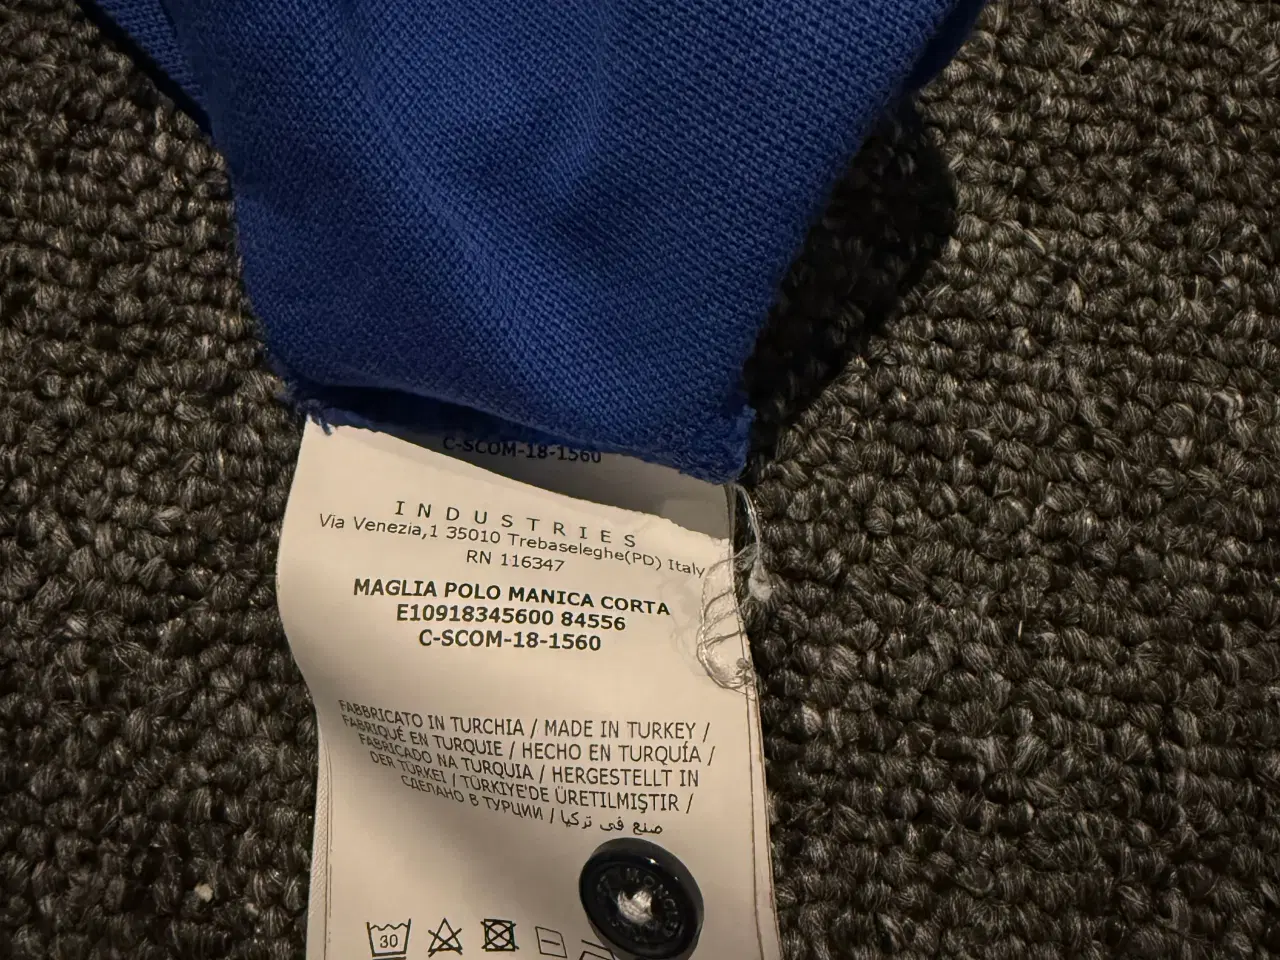 C-SCOM-18-1560
INDUSTRIES
Via Venezia,1 35010 Trebaseleghe(PD) Italy
RN 116347
MAGLIA POLO MANICA CORTA
E10918345600 84556
C-SCOM-18-1560
FABBRICATO IN TURCHIA / MADE IN TURKEY /
FABRIQUÉ EN TURQUIE / HECHO EN TURQUÍA /
FABRICADO NA TURQUIA / HERGESTELLT IN
DER TÜRKEI / TÜRKIYE'DE ÜRETILMIŞTIR /
СДЕЛАНО В ТУРЦИИ / صنع في تركيا
30